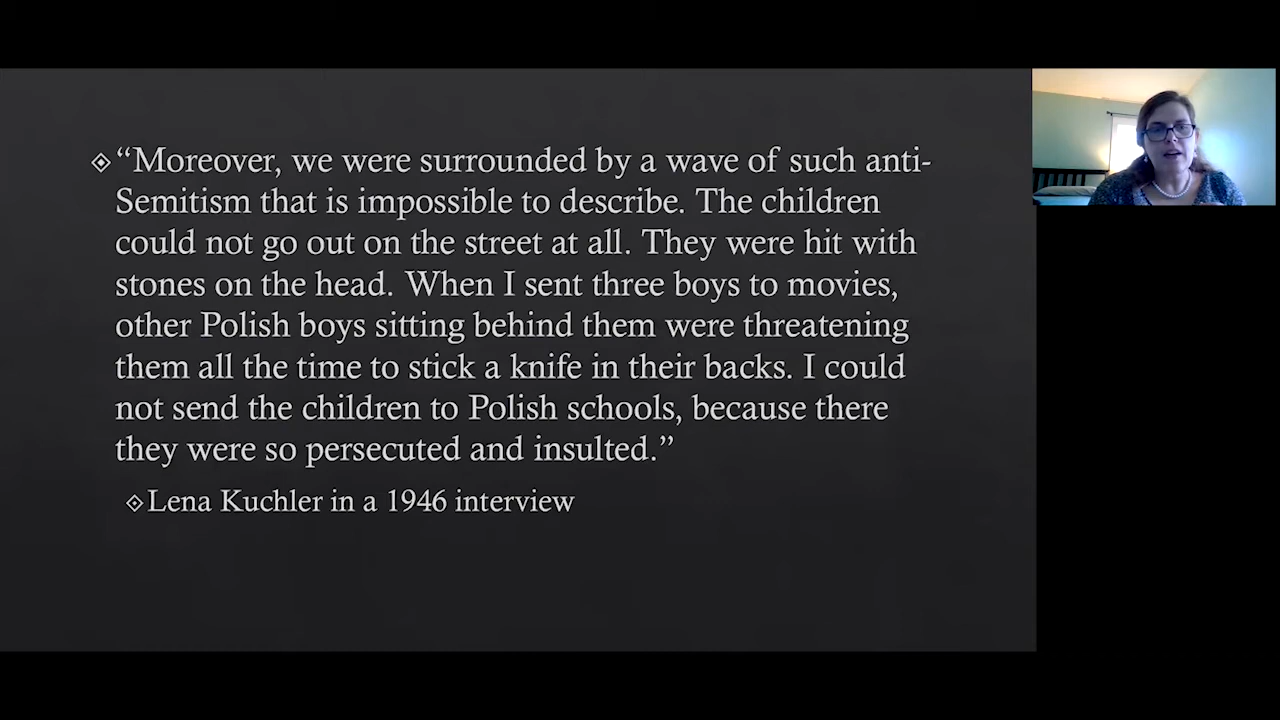 “Moreover, we were surrounded by a wave of such anti-
Semitism that is impossible to describe. The children
could not go out on the street at all. They were hit with
stones on the head. When I sent three boys to movies,
other Polish boys sitting behind them were threatening
them all the time to stick a knife in their backs. I could
not send the children to Polish schools, because there
they were so persecuted and insulted.”
Lena Kuchler in a 1946 interview